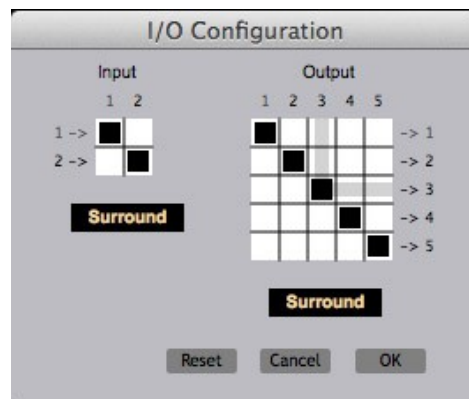 I/O Configuration
Input
1 2
1 ->
2 ->
Surround
Output
1 2 3 4 5
-> 1
-> 2
-> 3
-> 4
-> 5
Surround
Reset Cancel OK